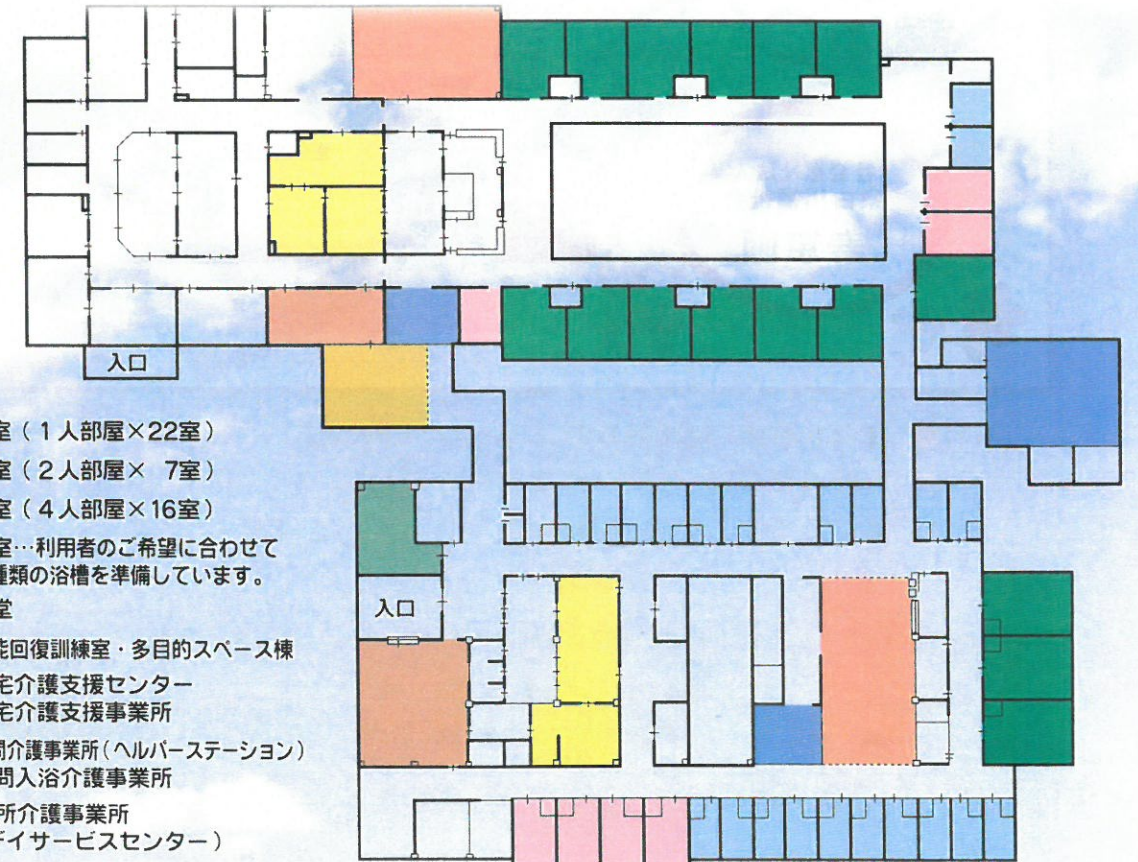 入口
室（1人部屋×22室）
室（2人部屋× 7室）
室（4人部屋×16室）
室…利用者のご希望に合わせて
種類の浴槽を準備しています。
堂
能回復訓練室・多目的スペース棟
宅介護支援センター
宅介護支援事業所
問介護事業所（ヘルパーステーション）
問入浴介護事業所
所介護事業所
デイサービスセンター）
入口